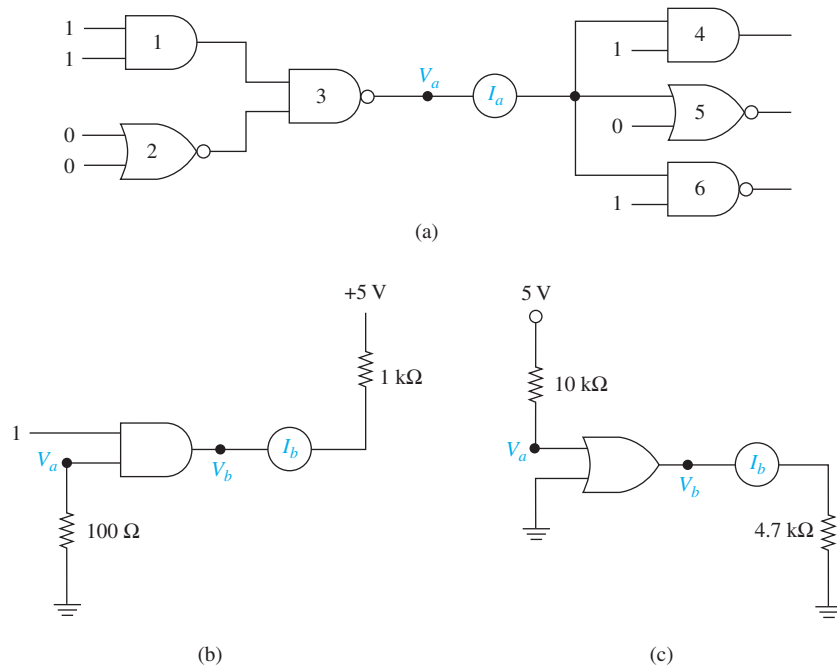 1
1
1
0
0
2
3
V_a
I_a
4
1
5
0
6
1
(a)
+5 V
1 kΩ
1
V_a
V_b
I_b
100 Ω
(b)
5 V
10 kΩ
V_a
V_b
I_b
4.7 kΩ
(c)